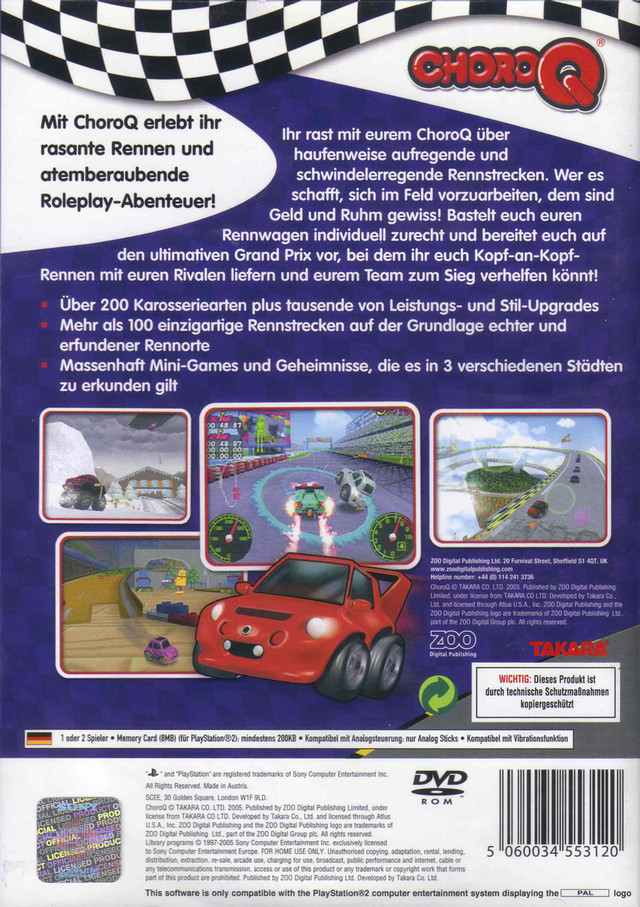 CHOROQ®
Mit ChoroQ erlebt ihr
rasante Rennen und
atemberaubende
Roleplay-Abenteuer!
Ihr rast mit eurem ChoroQ über
haufenweise aufregende und
schwindelerregende Rennstrecken. Wer es
schafft, sich im Feld vorzuarbeiten, dem sind
Geld und Ruhm gewiss! Bastelt euch euren
Rennwagen individuell zurecht und bereitet euch auf
den ultimativen Grand Prix vor, bei dem ihr euch Kopf-an-Kopf-
Rennen mit euren Rivalen liefern und eurem Team zum Sieg verhelfen könnt!
• Über 200 Karosseriearten plus tausende von Leistungs- und Stil-Upgrades
• Mehr als 100 einzigartige Rennstrecken auf der Grundlage echter und
erfundener Rennorte
• Massenhaft Mini-Games und Geheimnisse, die es in 3 verschiedenen Städten
zu erkunden gilt
ZOO Digital Publishing Ltd. 20 Furnival Street, Sheffield S1 4QT. UK
www.zoodigitalpublishing.com
Helpline number: +44 (0) 114 241 3736
ChoroQ © TAKARA CO. LTD. 2005. Published by ZOO Digital Publishing
Limited, under license from TAKARA CO LTD. Developed by Takara Co.,
Ltd. and licensed through Atlus U.S.A., Inc. ZOO Digital Publishing and the
ZOO Digital Publishing logo are trademarks of ZOO Digital Publishing Ltd.,
part of the ZOO Digital Group plc. All rights reserved.
ZOO
Digital Publishing
TAKARA
WICHTIG: Dieses Produkt ist
durch technische Schutzmaßnahmen
kopiergeschützt
1 oder 2 Spieler • Memory Card (8MB) (für PlayStation®2): mindestens 200KB • Kompatibel mit Analogsteuerung: nur Analog Sticks • Kompatibel mit Vibrationsfunktion
" and "PlayStation" are registered trademarks of Sony Computer Entertainment Inc.
All Rights Reserved. Made in Austria.
SCEE, 30 Golden Square, London W1F 9LD.
ChoroQ © TAKARA CO. LTD. 2005. Published by ZOO Digital Publishing Limited, under
license from TAKARA CO LTD. Developed by Takara Co., Ltd. and licensed through Atlus
U.S.A., Inc. ZOO Digital Publishing and the ZOO Digital Publishing logo are trademarks of
ZOO Digital Publishing Ltd., part of the ZOO Digital Group plc. All rights reserved.
Library programs © 1997-2005 Sony Computer Entertainment Inc. exclusively licensed
to Sony Computer Entertainment Europe. FOR HOME USE ONLY. Unauthorised copying, adaptation, rental, lending,
distribution, extraction, re-sale, arcade use, charging for use, broadcast, public performance and internet, cable or
any telecommunications transmission, access or use of this product or any trademark or copyright work that forms
part of this product are prohibited. Published by ZOO Digital Publishing. Developed by Takara Co. Ltd.
DVD
ROM
5 060034 553120
This software is only compatible with the PlayStation®2 computer entertainment system displaying the PAL logo